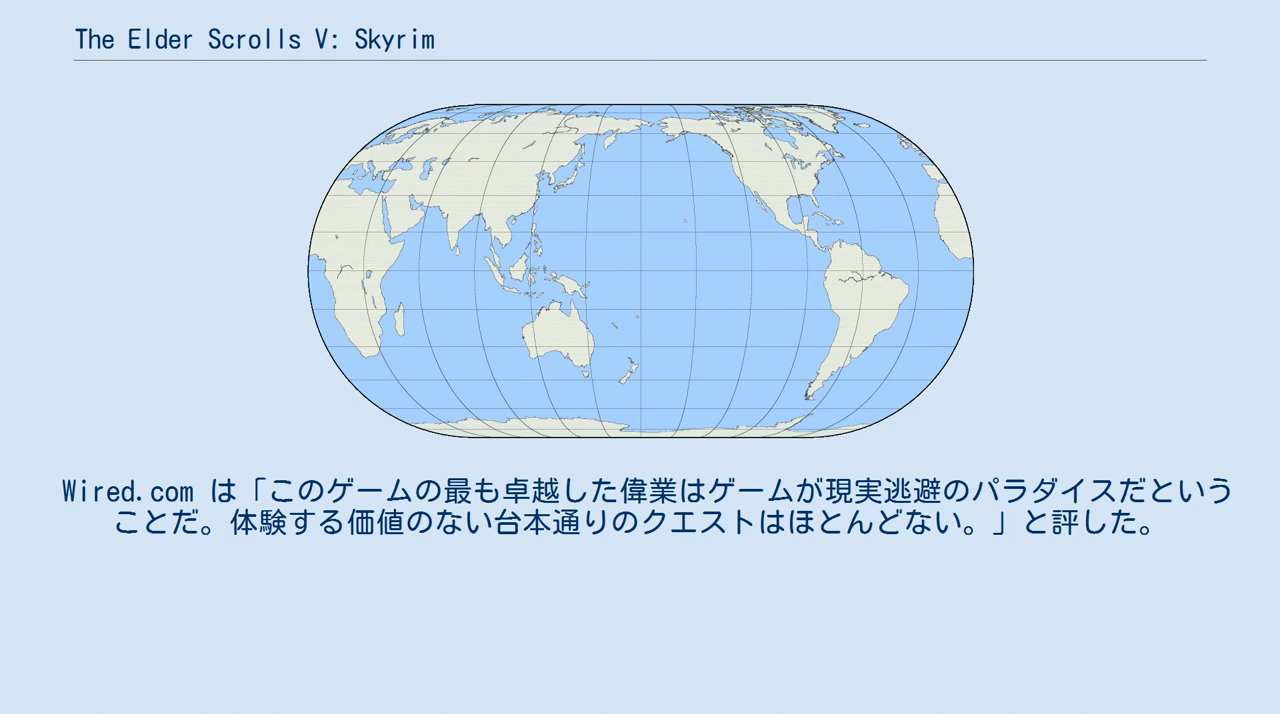 The Elder Scrolls V: Skyrim
Wired.com は「このゲームの最も卓越した偉業はゲームが現実逃避のパラダイスだという
ことだ。体験する価値のない台本通りのクエストはほとんどない。」と評した。